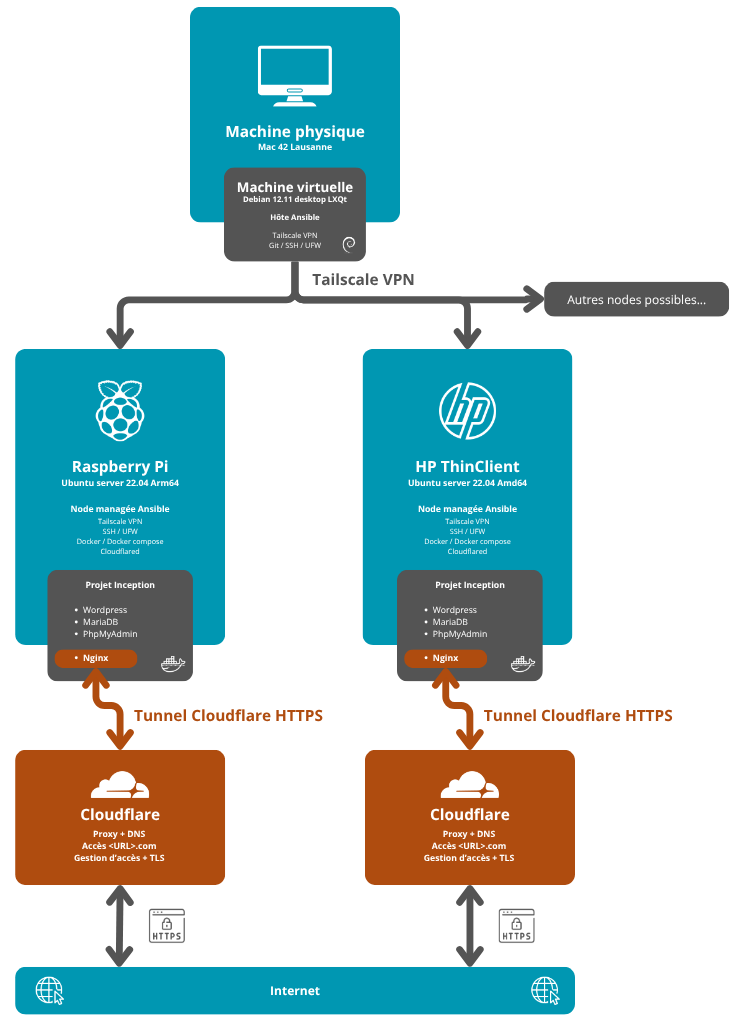 Machine physique
Mac 42 Lausanne
Machine virtuelle
Debian 12.11 desktop LXQt
Hôte Ansible
Tailscale VPN
Git / SSH / UFW
Tailscale VPN
Autres nodes possibles...
Raspberry Pi
Ubuntu server 22.04 Arm64
Node managée Ansible
Tailscale VPN
SSH / UFW
Docker / Docker compose
Cloudflared
Projet Inception
• Wordpress
• MariaDB
• PhpMyAdmin
• Nginx
hp
HP ThinClient
Ubuntu server 22.04 Amd64
Node managée Ansible
Tailscale VPN
SSH / UFW
Docker / Docker compose
Cloudflared
Projet Inception
• Wordpress
• MariaDB
• PhpMyAdmin
• Nginx
Tunnel Cloudflare HTTPS
Tunnel Cloudflare HTTPS
Cloudflare
Proxy + DNS
Accès <URL>.com
Gestion d'accès + TLS
Cloudflare
Proxy + DNS
Accès <URL>.com
Gestion d'accès + TLS
HTTPS
HTTPS
Internet